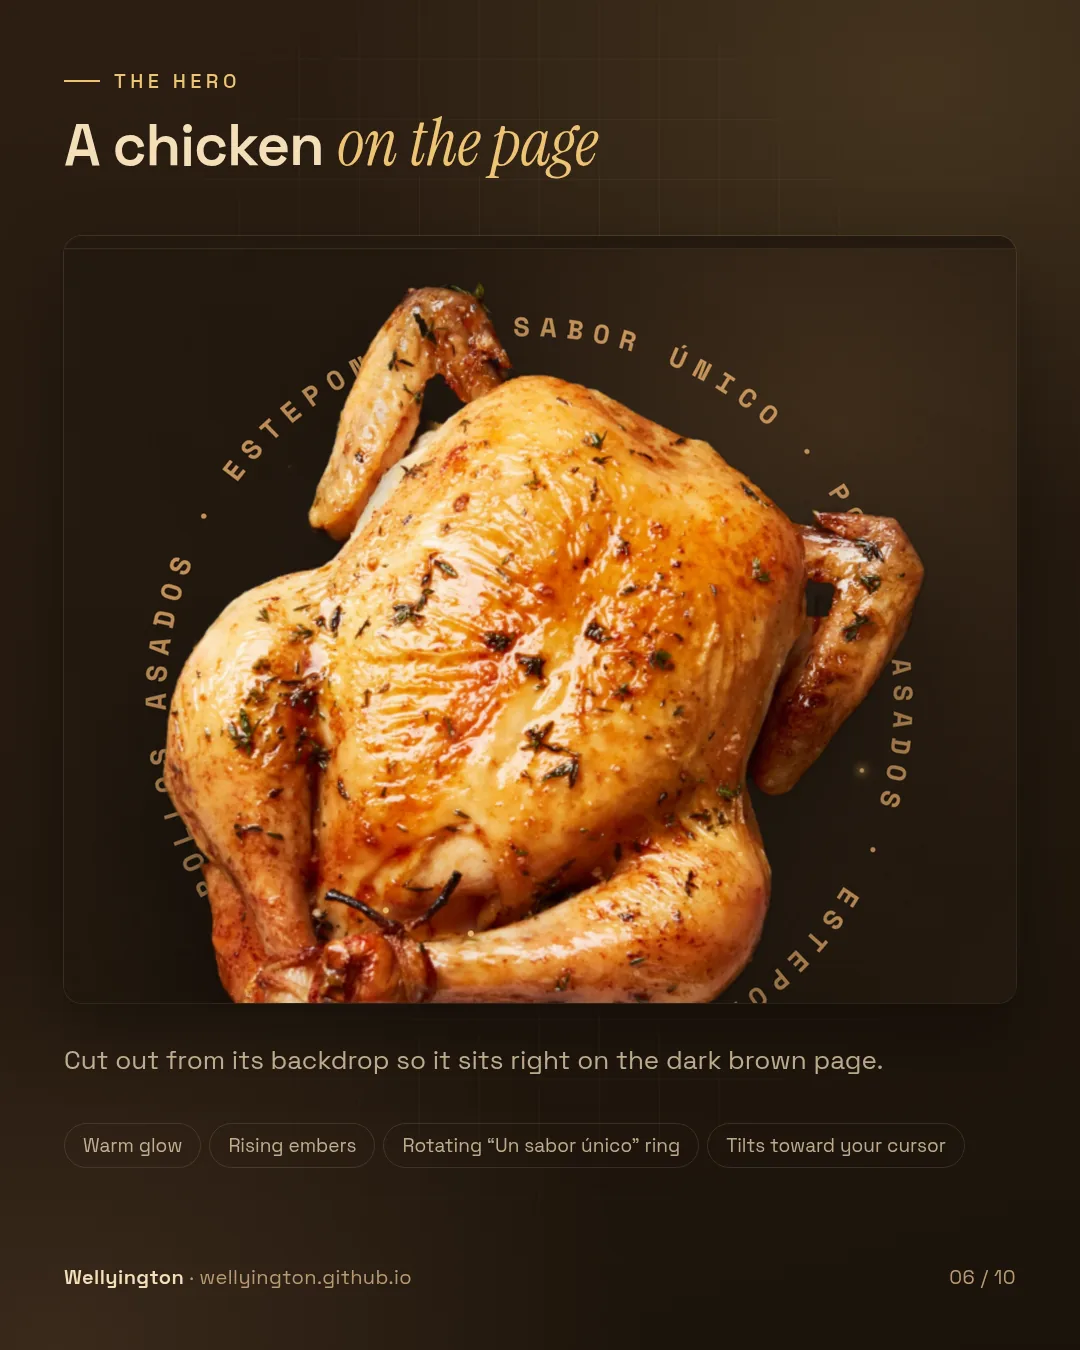 THE HERO
A chicken on the page
SABOR ÚNICO ·
ASADOS ·
ASADOS ·
Cut out from its backdrop so it sits right on the dark brown page.
Warm glow
Rising embers
Rotating “Un sabor único” ring
Tilts toward your cursor
Wellyington · wellyington.github.io
06 / 10